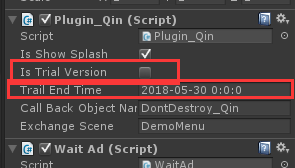 Plugin_Qin (Script)
Script Plugin_Qin
Is Show Splash
Is Trial Version
Trail End Time 2018-05-30 0:0:0
Call Back Object Nar DontDestroy_Qin
Exchange Scene DemoMenu
Wait Ad (Script)
Script WaitAd